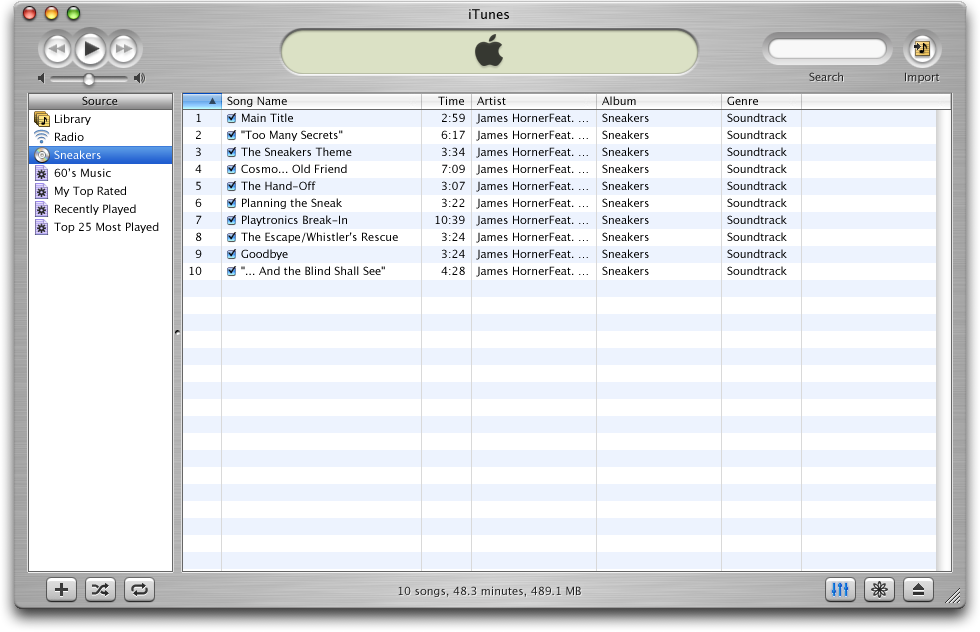 iTunes
Search
Import
Source
Library
Radio
Sneakers
60's Music
My Top Rated
Recently Played
Top 25 Most Played
Song Name Time Artist Album Genre
1 Main Title 2:59 James HornerFeat. ... Sneakers Soundtrack
2 "Too Many Secrets" 6:17 James HornerFeat. ... Sneakers Soundtrack
3 The Sneakers Theme 3:34 James HornerFeat. ... Sneakers Soundtrack
4 Cosmo... Old Friend 7:09 James HornerFeat. ... Sneakers Soundtrack
5 The Hand-Off 3:07 James HornerFeat. ... Sneakers Soundtrack
6 Planning the Sneak 3:22 James HornerFeat. ... Sneakers Soundtrack
7 Playtronics Break-In 10:39 James HornerFeat. ... Sneakers Soundtrack
8 The Escape/Whistler's Rescue 3:24 James HornerFeat. ... Sneakers Soundtrack
9 Goodbye 3:24 James HornerFeat. ... Sneakers Soundtrack
10 "... And the Blind Shall See" 4:28 James HornerFeat. ... Sneakers Soundtrack
10 songs, 48.3 minutes, 489.1 MB